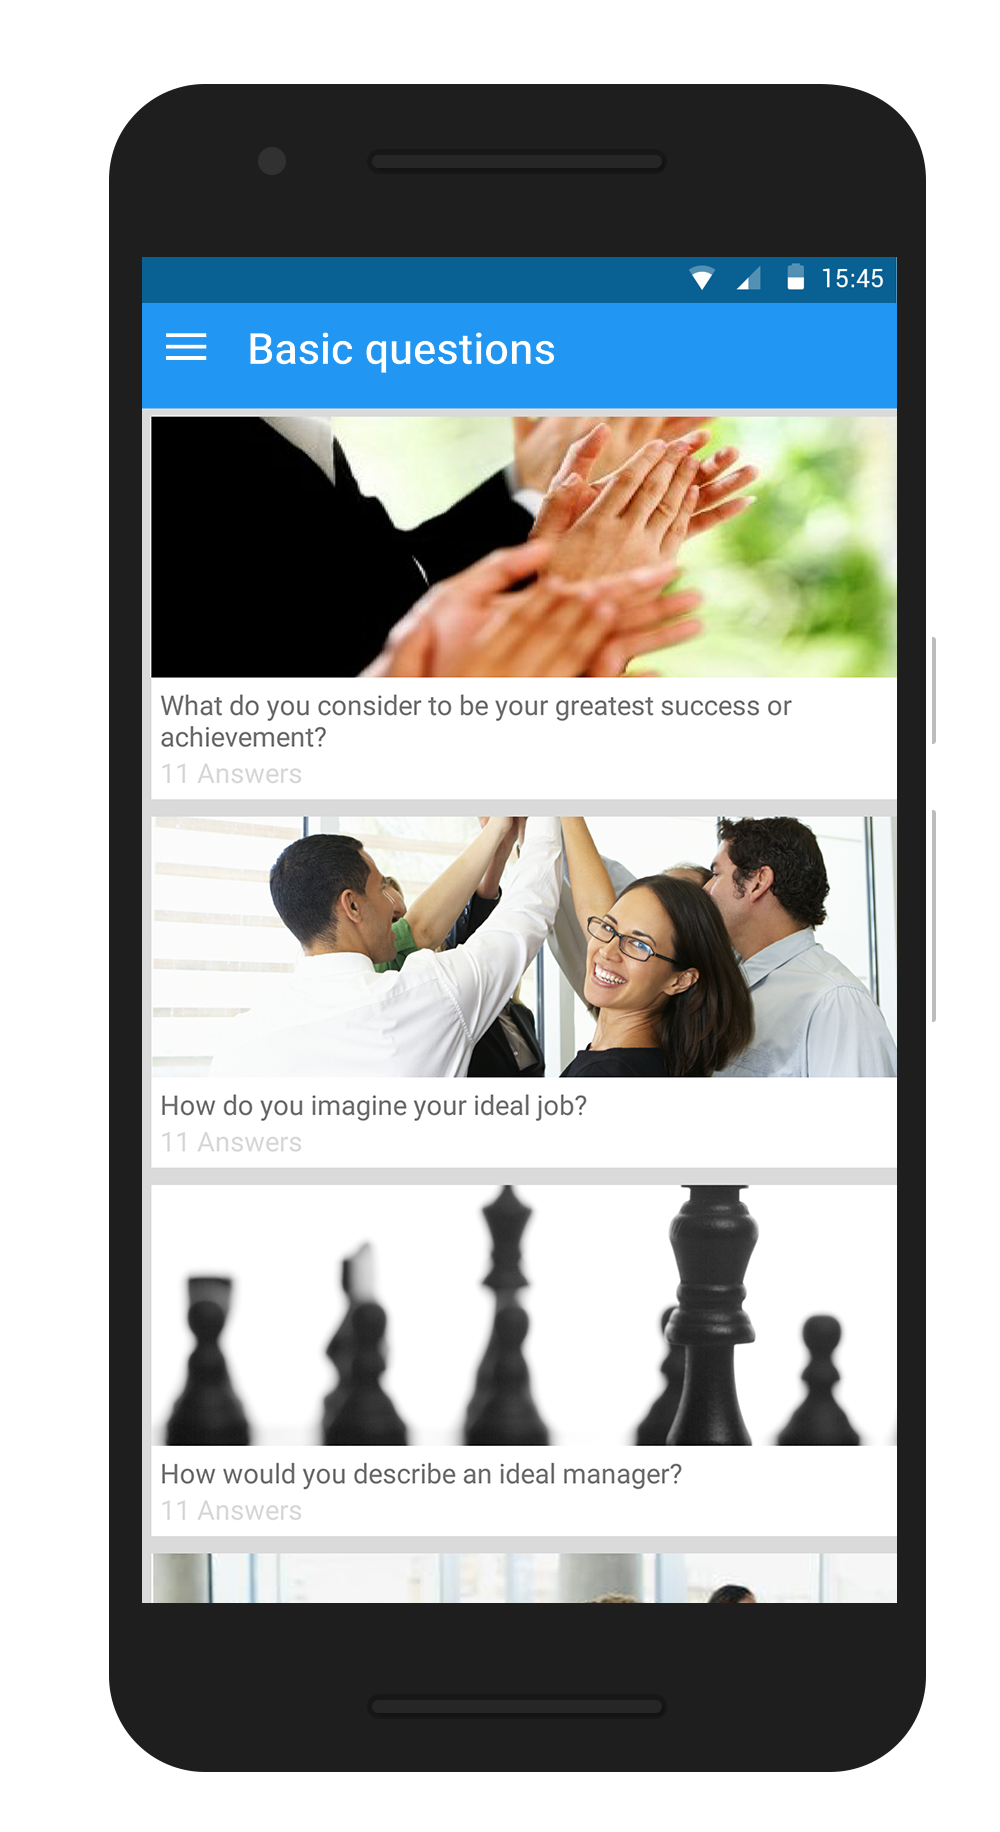 15:45
Basic questions
What do you consider to be your greatest success or
achievement?
11 Answers
How do you imagine your ideal job?
11 Answers
How would you describe an ideal manager?
11 Answers